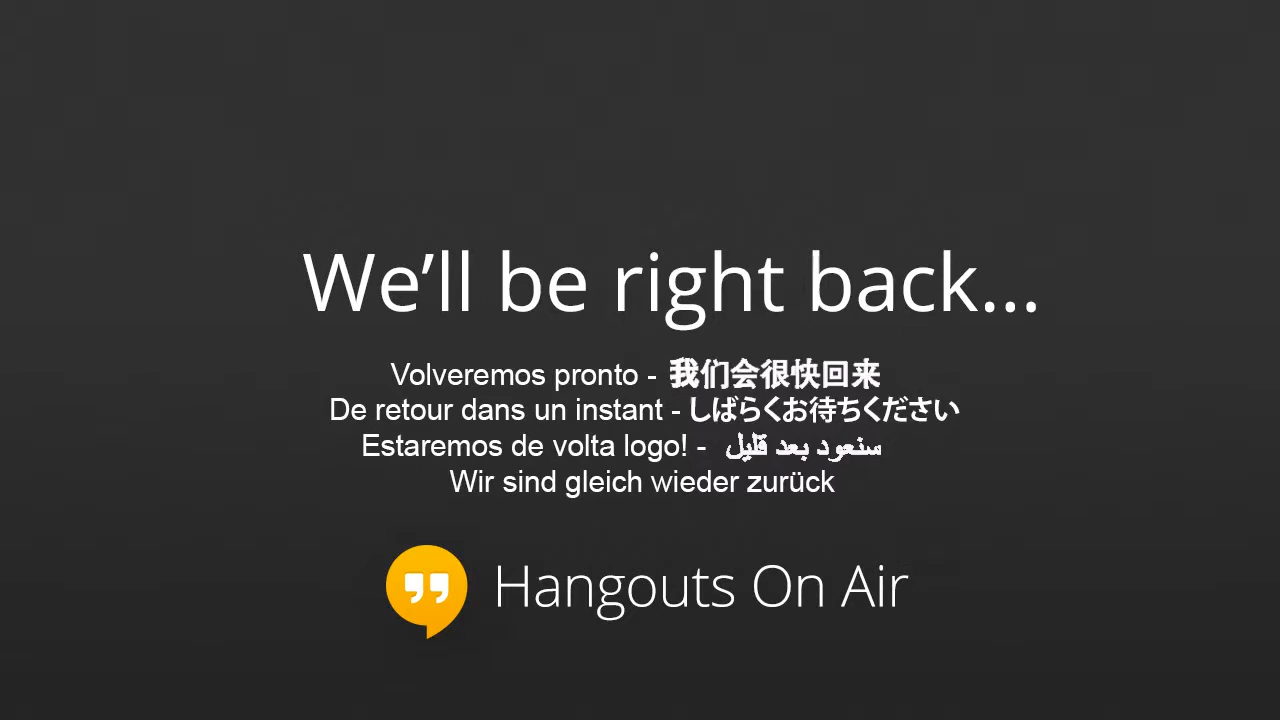 We’ll be right back...
Volveremos pronto - 我们会很快回来
De retour dans un instant - しばらくお待ちください
Estaremos de volta logo! - سنعود بعد قليل
Wir sind gleich wieder zurück
Hangouts On Air